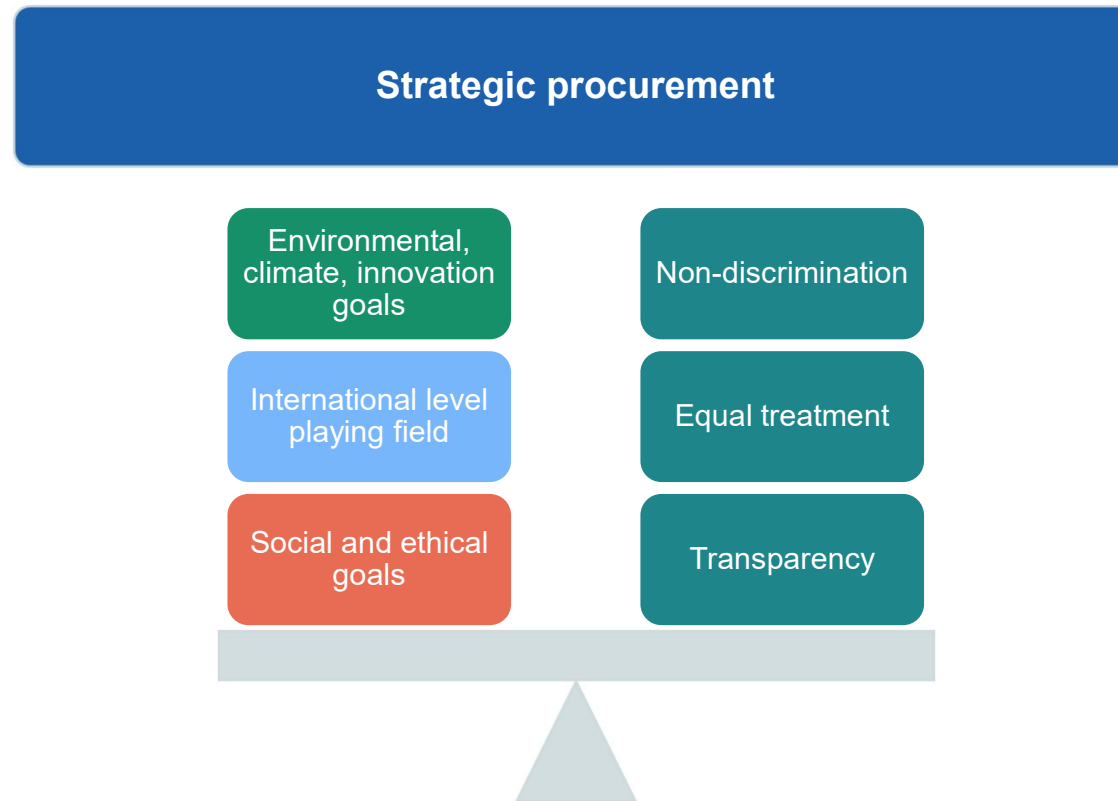 Strategic procurement
Environmental,
climate, innovation
goals
Non-discrimination
International level
playing field
Equal treatment
Social and ethical
goals
Transparency